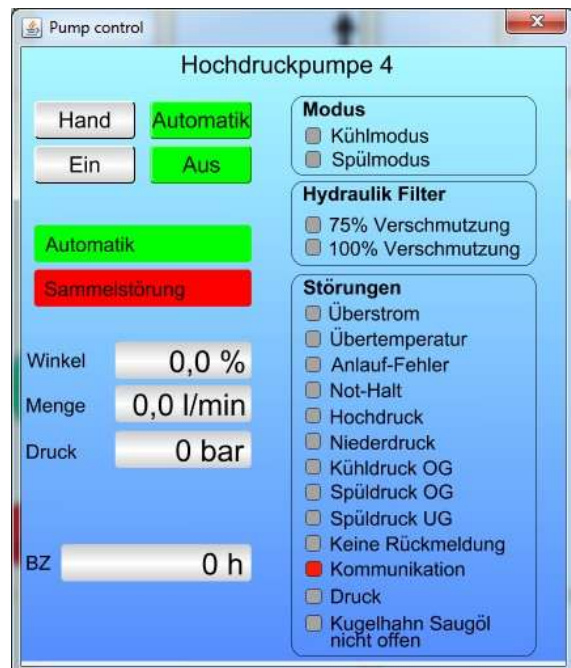 Pump control
Hochdruckpumpe 4
Hand
Automatik
Ein
Aus
Automatik
Sammelstörung
Winkel
0,0 %
Menge
0,0 l/min
Druck
0 bar
BZ
0 h
Modus
Kühlmodus
Spülmodus
Hydraulik Filter
75% Verschmutzung
100% Verschmutzung
Störungen
Überstrom
Übertemperatur
Anlauf-Fehler
Not-Halt
Hochdruck
Niederdruck
Kühldruck OG
Spüldruck OG
Spüldruck UG
Keine Rückmeldung
Kommunikation
Druck
Kugelhahn Saugöl
nicht offen